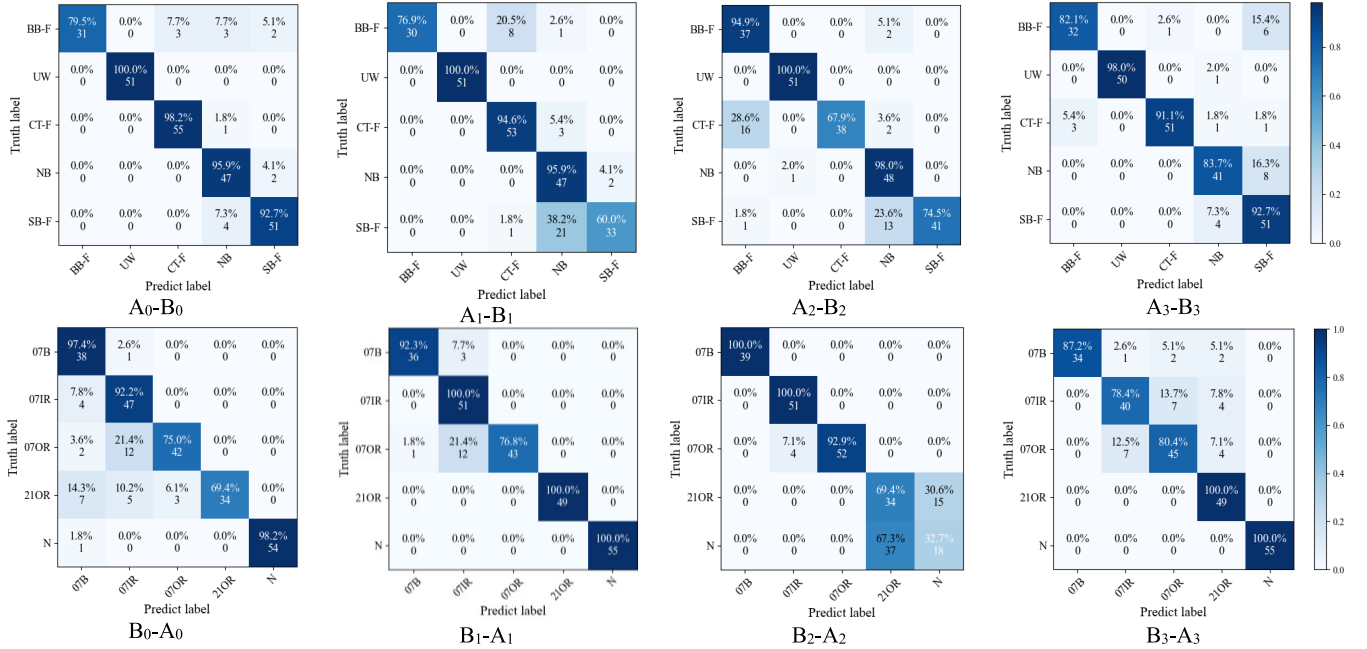 BB-F 79.5% 0.0% 7.7% 7.7% 5.1%
31 0 3 3 2
UW 0.0% 100.0% 0.0% 0.0% 0.0%
0 51 0 0 0
CT-F 0.0% 0.0% 98.2% 1.8% 0.0%
0 0 55 1 0
NB 0.0% 0.0% 0.0% 95.9% 4.1%
0 0 0 47 2
SB-F 0.0% 0.0% 0.0% 7.3% 92.7%
0 0 0 4 51
Truth label
BB-F UW CT-F NB SB-F
Predict label
A0-B0
BB-F 76.9% 0.0% 20.5% 2.6% 0.0%
30 0 8 1 0
UW 0.0% 100.0% 0.0% 0.0% 0.0%
0 51 0 0 0
CT-F 0.0% 0.0% 94.6% 5.4% 0.0%
0 0 53 3 0
NB 0.0% 0.0% 0.0% 95.9% 4.1%
0 0 0 47 2
SB-F 0.0% 0.0% 1.8% 38.2% 60.0%
0 0 1 21 33
Truth label
BB-F UW CT-F NB SB-F
Predict label
A1-B1
BB-F 94.9% 0.0% 0.0% 5.1% 0.0%
37 0 0 2 0
UW 0.0% 100.0% 0.0% 0.0% 0.0%
0 51 0 0 0
CT-F 28.6% 0.0% 67.9% 3.6% 0.0%
16 0 38 2 0
NB 0.0% 2.0% 0.0% 98.0% 0.0%
0 1 0 48 0
SB-F 1.8% 0.0% 0.0% 23.6% 74.5%
1 0 0 13 41
Truth label
BB-F UW CT-F NB SB-F
Predict label
A2-B2
BB-F 82.1% 0.0% 2.6% 0.0% 15.4%
32 0 1 0 6
UW 0.0% 98.0% 0.0% 2.0% 0.0%
0 50 0 1 0
CT-F 5.4% 0.0% 91.1% 1.8% 1.8%
3 0 51 1 1
NB 0.0% 0.0% 0.0% 83.7% 16.3%
0 0 0 41 8
SB-F 0.0% 0.0% 0.0% 7.3% 92.7%
0 0 0 4 51
Truth label
BB-F UW CT-F NB SB-F
Predict label
A3-B3
0.8
0.6
0.4
0.2
0.0
07B 97.4% 2.6% 0.0% 0.0% 0.0%
38 1 0 0 0
07IR 7.8% 92.2% 0.0% 0.0% 0.0%
4 47 0 0 0
07OR 3.6% 21.4% 75.0% 0.0% 0.0%
2 12 42 0 0
21OR 14.3% 10.2% 6.1% 69.4% 0.0%
7 5 3 34 0
N 1.8% 0.0% 0.0% 0.0% 98.2%
1 0 0 0 54
Truth label
07B 07IR 07OR 21OR N
Predict label
B0-A0
07B 92.3% 7.7% 0.0% 0.0% 0.0%
36 3 0 0 0
07IR 0.0% 100.0% 0.0% 0.0% 0.0%
0 51 0 0 0
07OR 1.8% 21.4% 76.8% 0.0% 0.0%
1 12 43 0 0
21OR 0.0% 0.0% 0.0% 100.0% 0.0%
0 0 0 49 0
N 0.0% 0.0% 0.0% 0.0% 100.0%
0 0 0 0 55
Truth label
07B 07IR 07OR 21OR N
Predict label
B1-A1
07B 100.0% 0.0% 0.0% 0.0% 0.0%
39 0 0 0 0
07IR 0.0% 100.0% 0.0% 0.0% 0.0%
0 51 0 0 0
07OR 0.0% 7.1% 92.9% 0.0% 0.0%
0 4 52 0 0
21OR 0.0% 0.0% 0.0% 69.4% 30.6%
0 0 0 34 15
N 0.0% 0.0% 0.0% 67.3% 32.7%
0 0 0 37 18
Truth label
07B 07IR 07OR 21OR N
Predict label
B2-A2
07B 87.2% 2.6% 5.1% 5.1% 0.0%
34 1 2 2 0
07IR 0.0% 78.4% 13.7% 7.8% 0.0%
0 40 7 4 0
07OR 0.0% 12.5% 80.4% 7.1% 0.0%
0 7 45 4 0
21OR 0.0% 0.0% 0.0% 100.0% 0.0%
0 0 0 49 0
N 0.0% 0.0% 0.0% 0.0% 100.0%
0 0 0 0 55
Truth label
07B 07IR 07OR 21OR N
Predict label
B3-A3
1.0
0.8
0.6
0.4
0.2
0.0